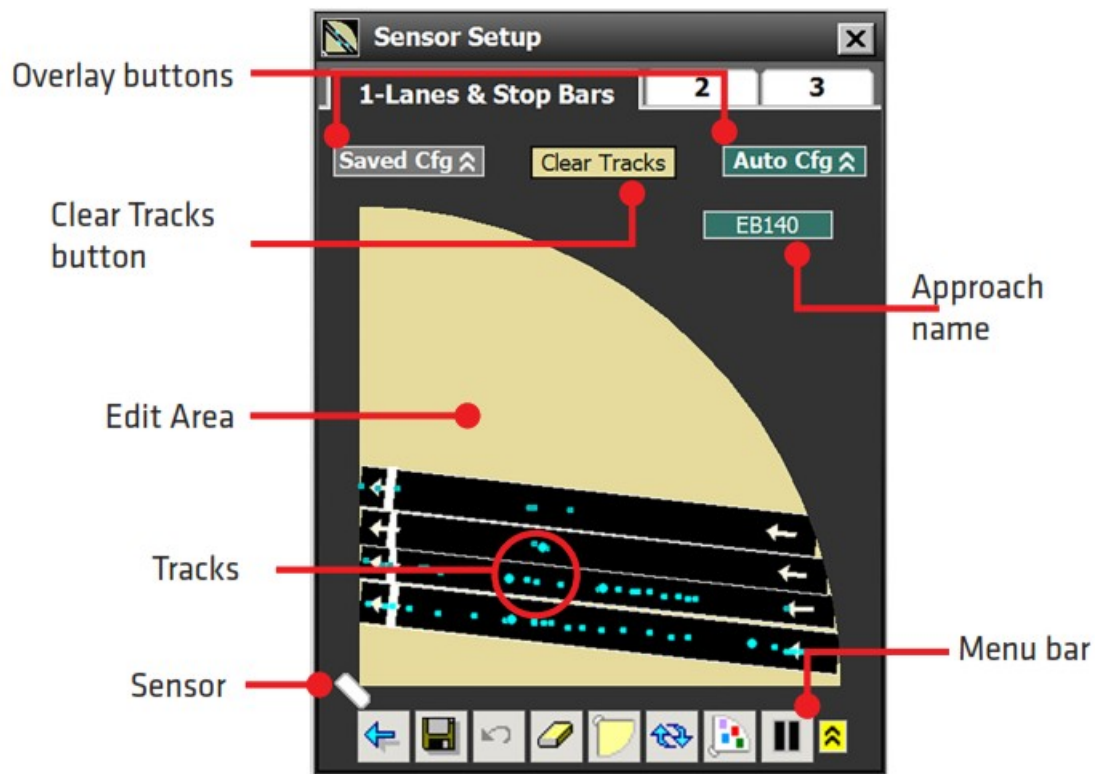 Sensor Setup
Overlay buttons
1-Lanes & Stop Bars
2
3
Saved Cfg
Clear Tracks
Auto Cfg
Clear Tracks
button
EB140
Approach
name
Edit Area
Tracks
Menu bar
Sensor